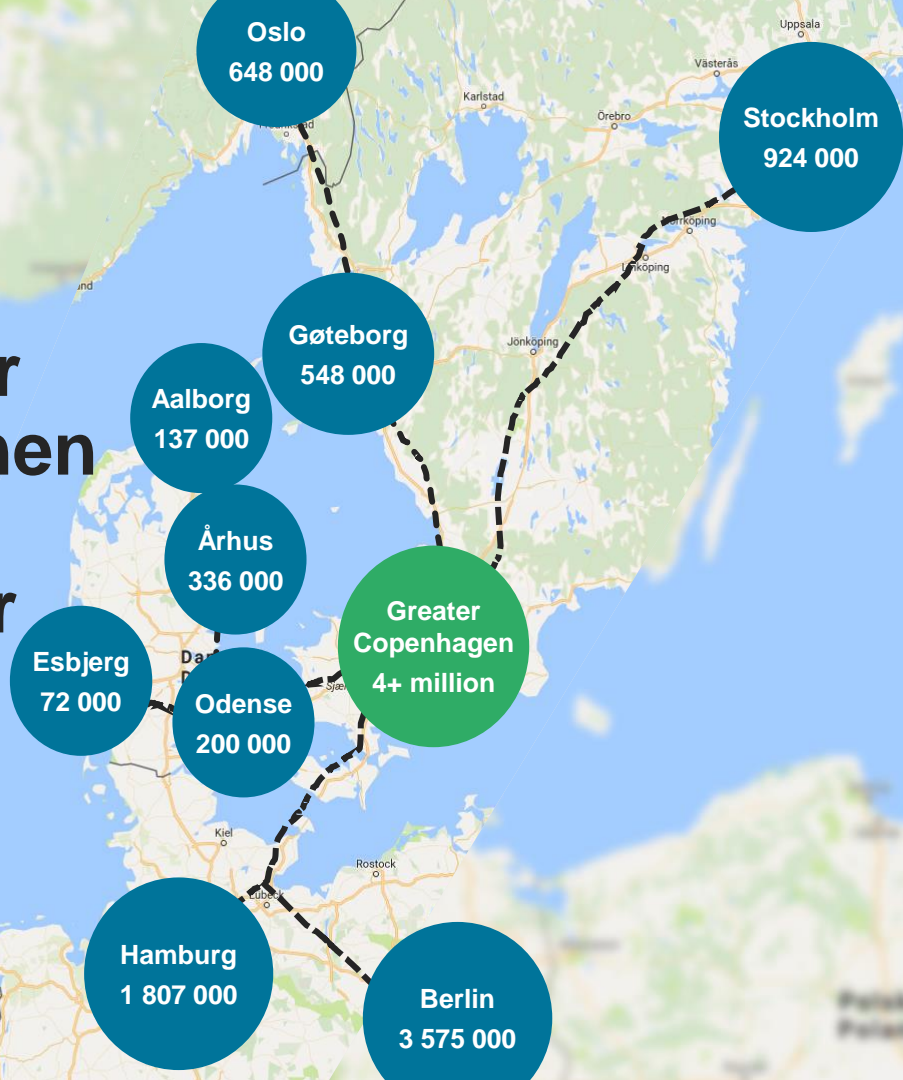 Oslo
648 000
Uppsala
Västerås
Stockholm
924 000
Karlstad
Örebro
Gøteborg
548 000
Jönköping
Aalborg
137 000
Århus
336 000
Greater
Copenhagen
4+ million
Esbjerg
72 000
Odense
200 000
Kiel
Rostock
Lübeck
Hamburg
1 807 000
Berlin
3 575 000